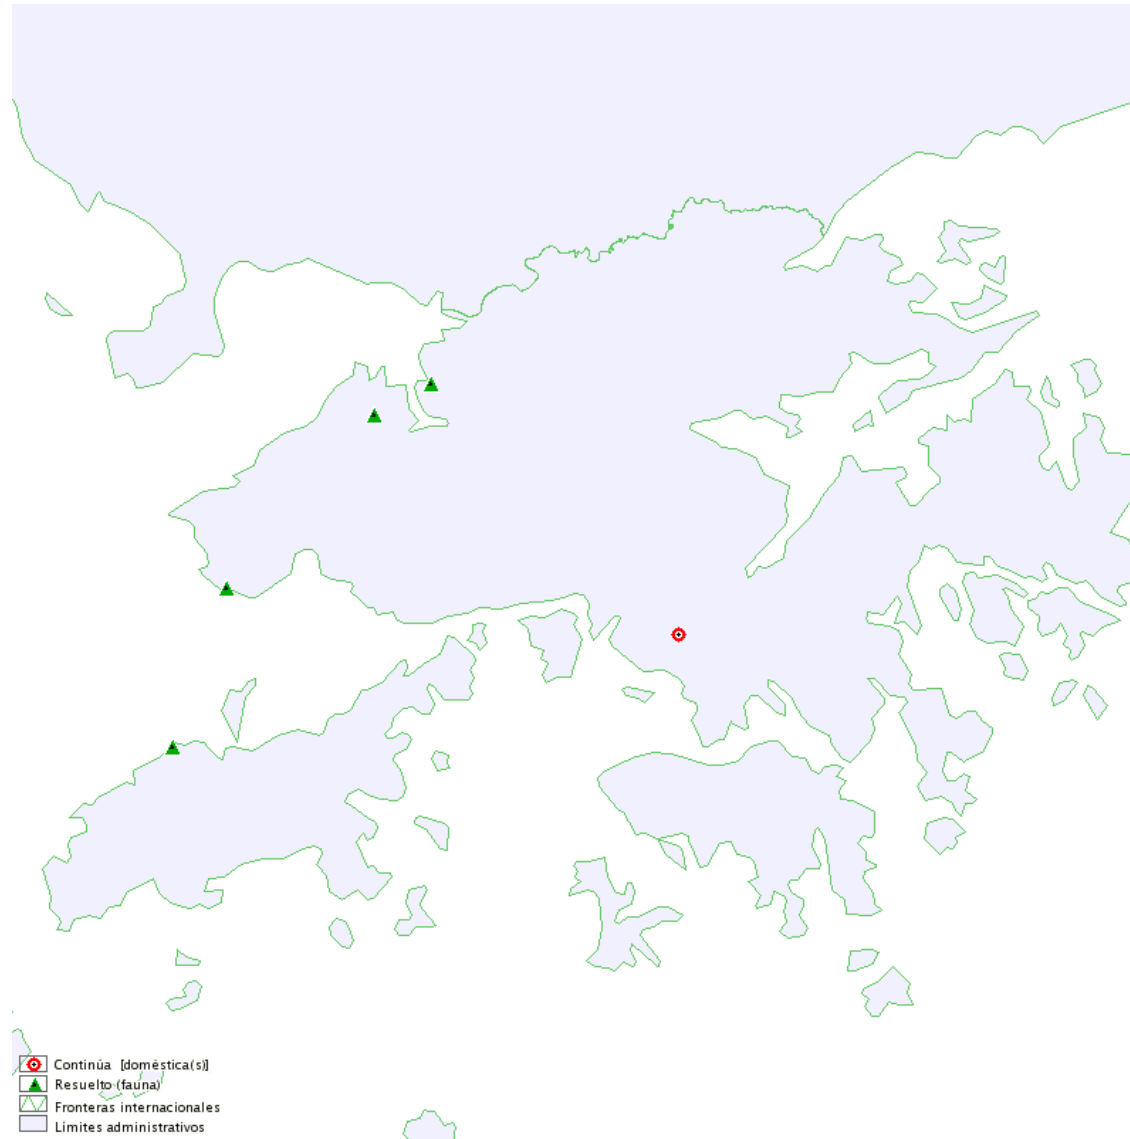 Continúa [doméstica(s)]
Resuelto (fauna)
Fronteras internacionales
Límites administrativos